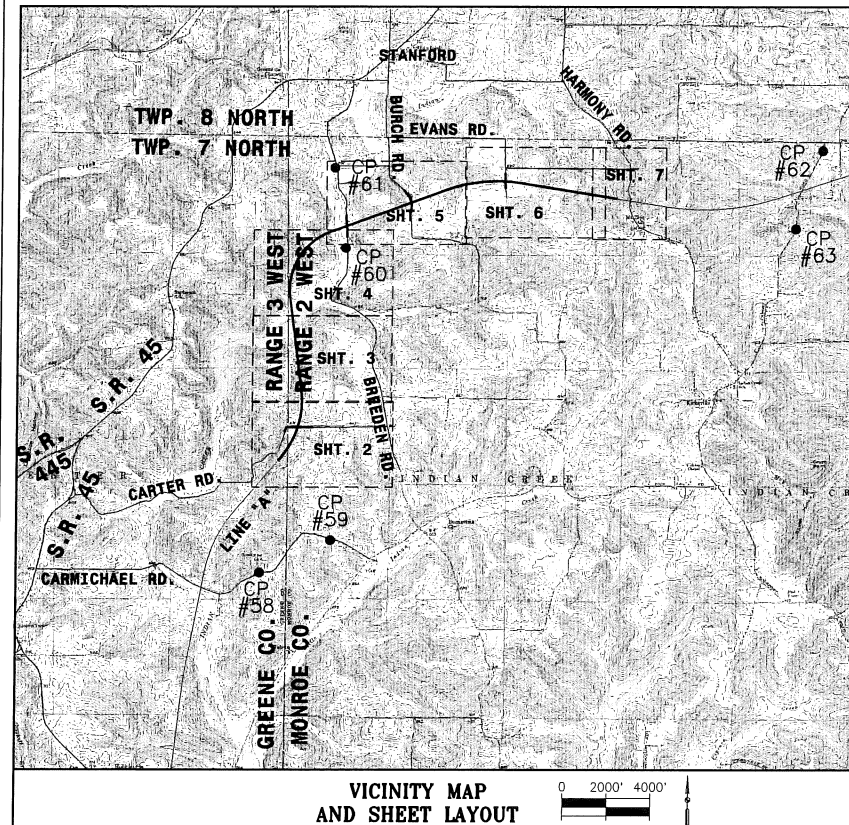 STANFORD
HARMONY RD.
TWP. 8 NORTH
BURCH RD.
EVANS RD.
TWP. 7 NORTH
CP
#61
CP
#62
SHT. 7
SHT. 5
SHT. 6
CP
#63
RANGE 3 WEST
RANGE 2 WEST
CP
#60
SHT. 4
SHT. 3
S.R. 45
BREEDEN RD.
S.R.
445
SHT. 2
INDIAN CREEK
CARTER RD.
S.R. 45
LINE "A"
CP
#59
CARMICHAEL RD.
CP
#58
GREENE CO.
MONROE CO.
VICINITY MAP
AND SHEET LAYOUT
0 2000' 4000'